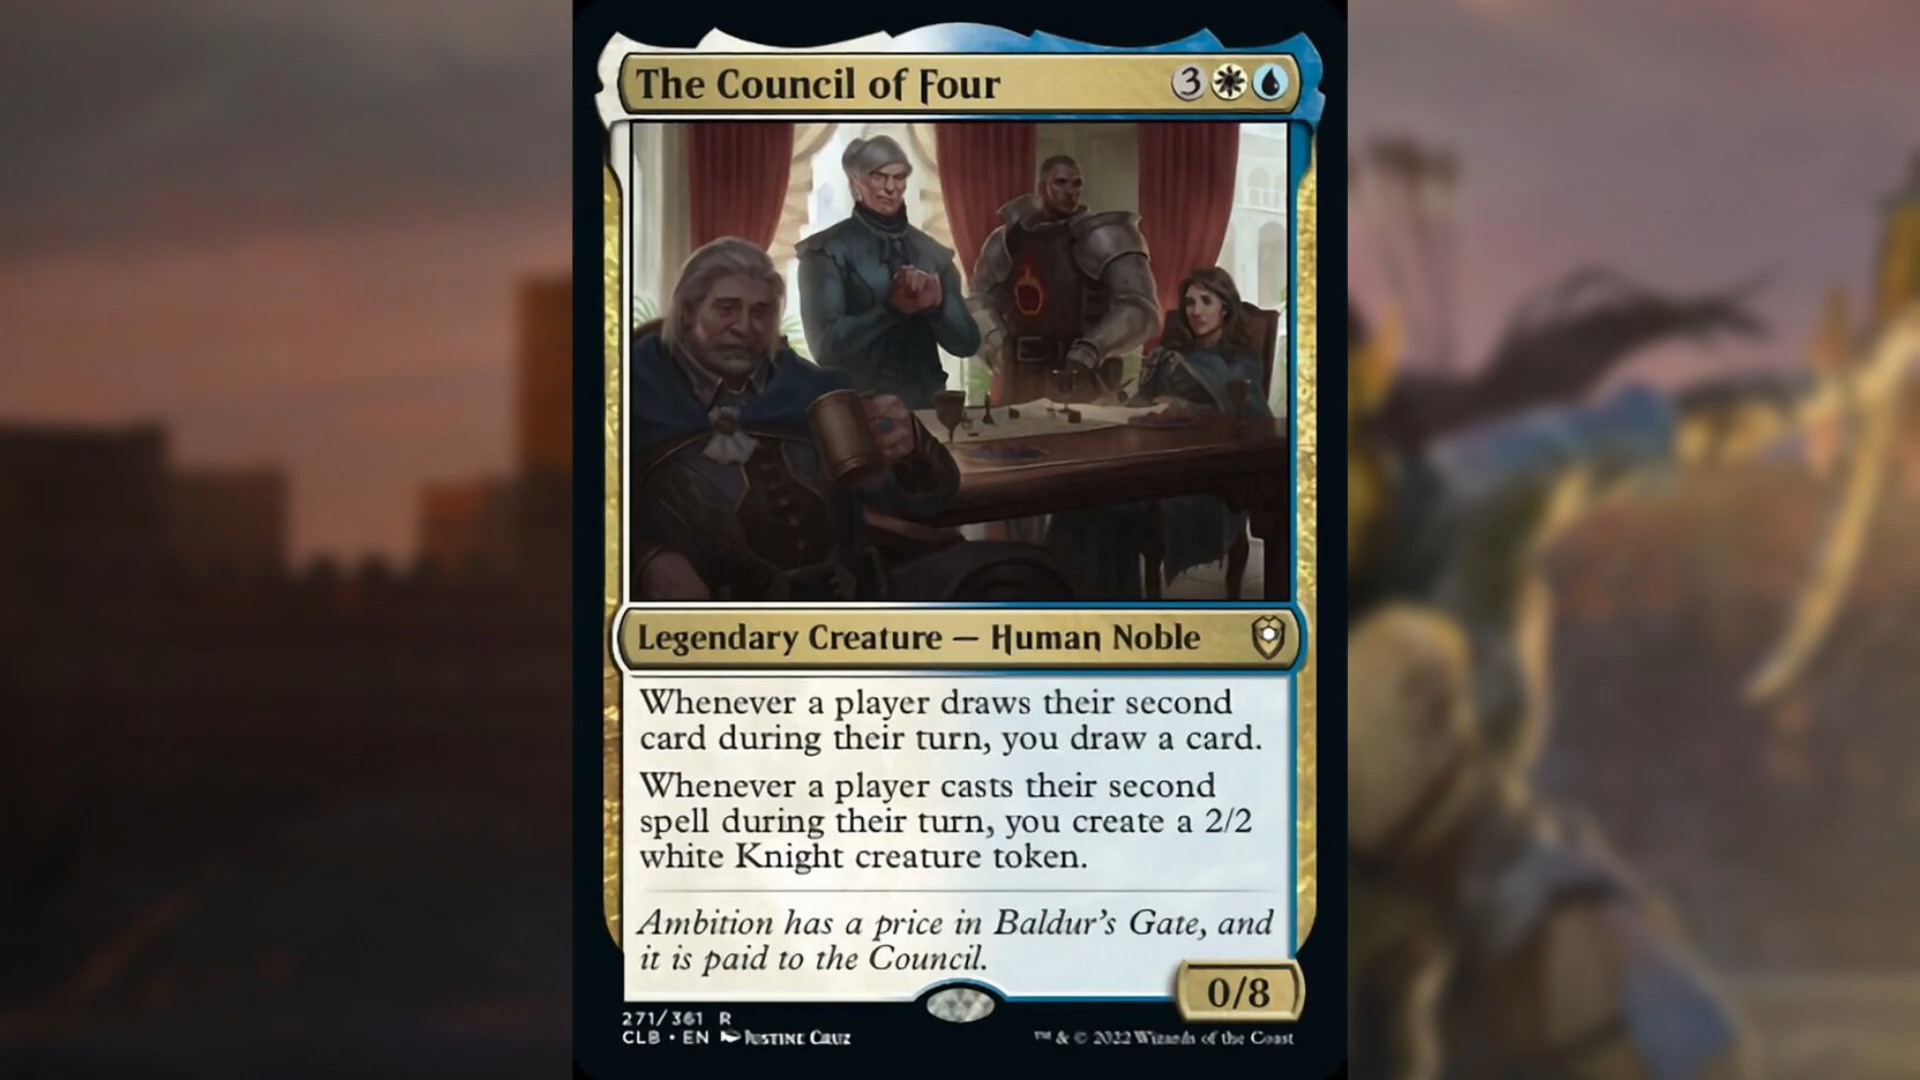 The Council of Four 3
Legendary Creature — Human Noble
Whenever a player draws their second
card during their turn, you draw a card.
Whenever a player casts their second
spell during their turn, you create a 2/2
white Knight creature token.
Ambition has a price in Baldur's Gate, and
it is paid to the Council.
0/8
271/361 R
CLB • EN Justine Cruz
™ & © 2022 Wizards of the Coast